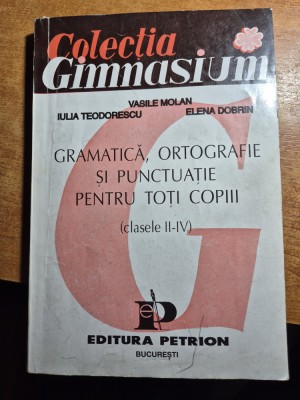 Colectia
Gimnasium
VASILE MOLAN
IULIA TEODORESCU ELENA DOBRIN
G
GRAMATICĂ, ORTOGRAFIE
ȘI PUNCTUAȚIE
PENTRU TOȚI COPIII
(clasele II-IV)
EDITURA PETRION
BUCUREȘTI